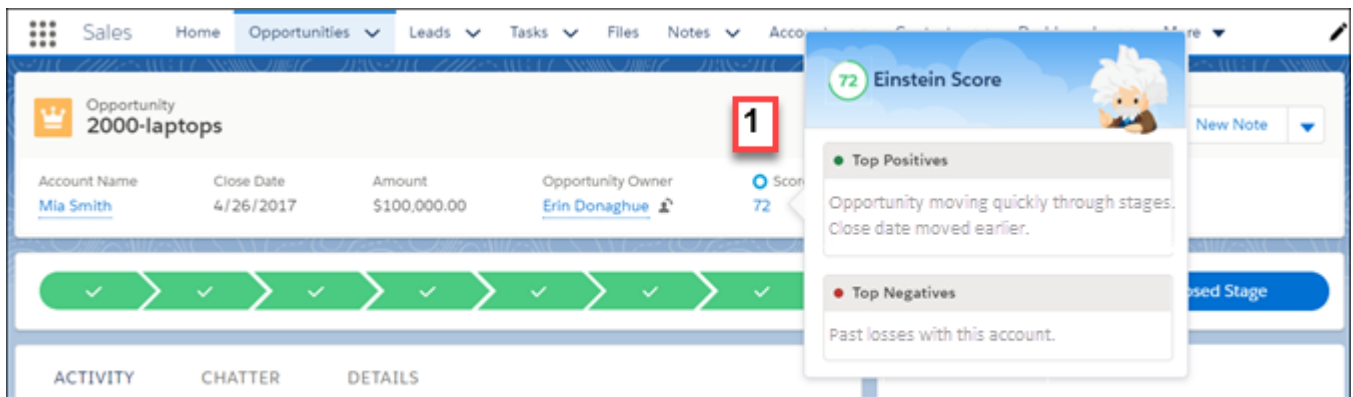 Sales Home Opportunities Leads Tasks Files Notes
Opportunity
2000-laptops
1
New Note
Account Name Close Date Amount Opportunity Owner
Mia Smith 4/26/2017 $100,000.00 Erin Donaghue 72
72 Einstein Score
Top Positives
Opportunity moving quickly through stages.
Close date moved earlier.
Top Negatives
Past losses with this account.
Stage
ACTIVITY CHATTER DETAILS